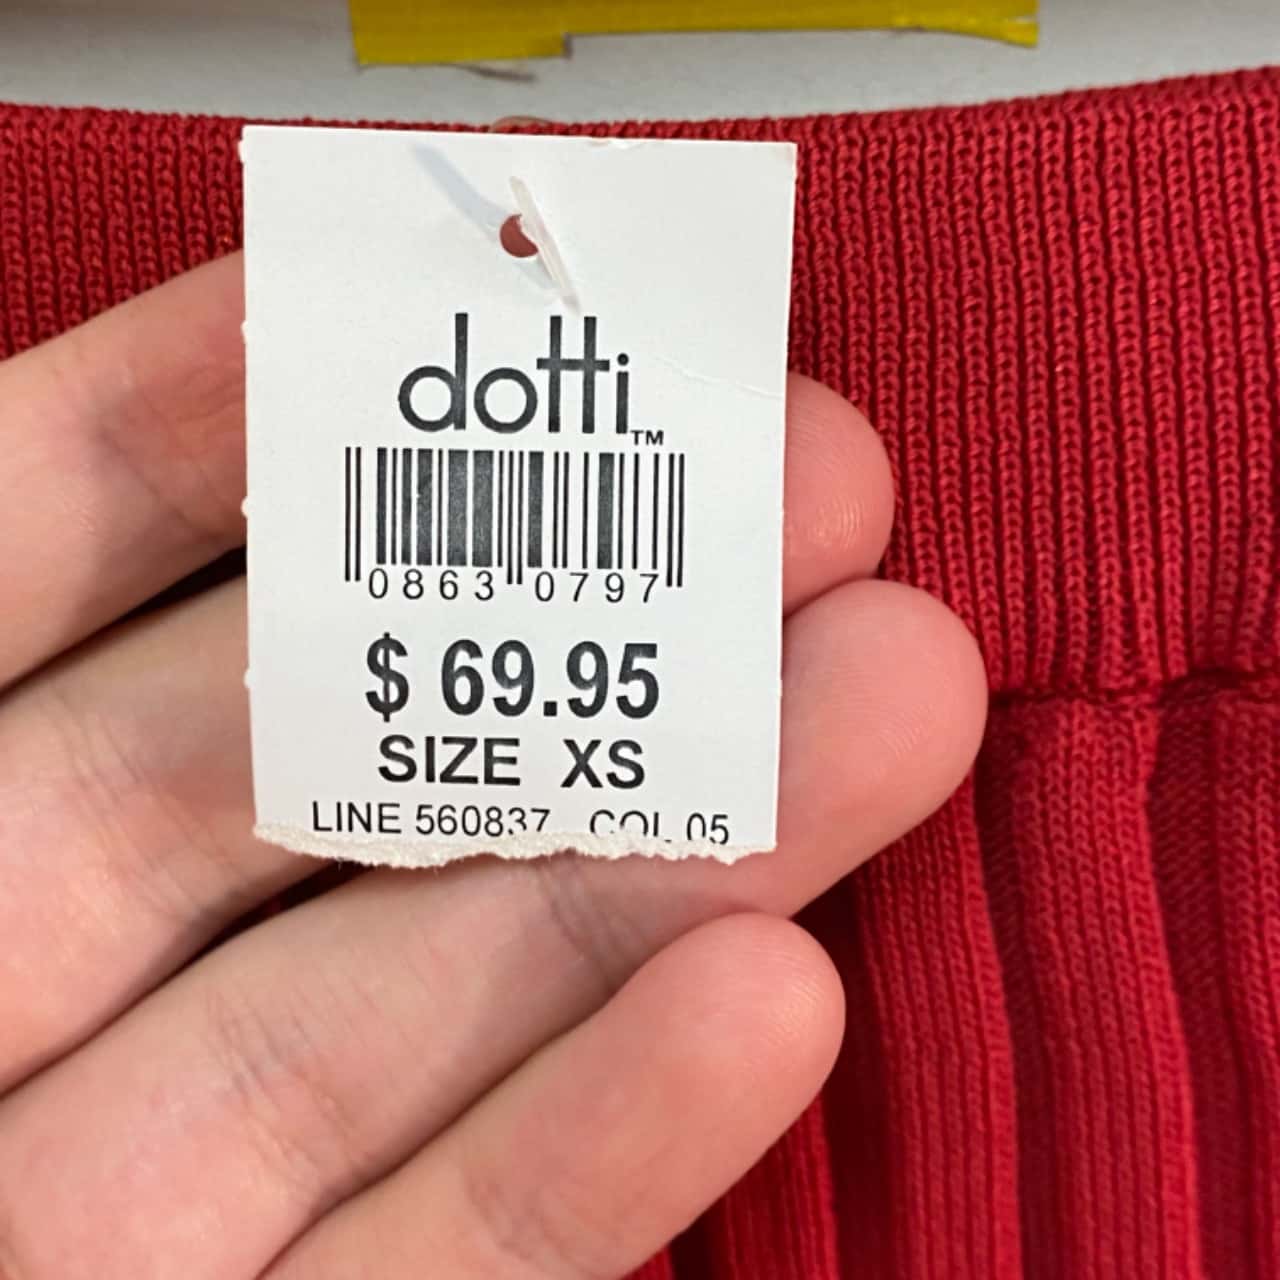 dotti™
0863 0797
$ 69.95
SIZE XS
LINE 560837 COL 05